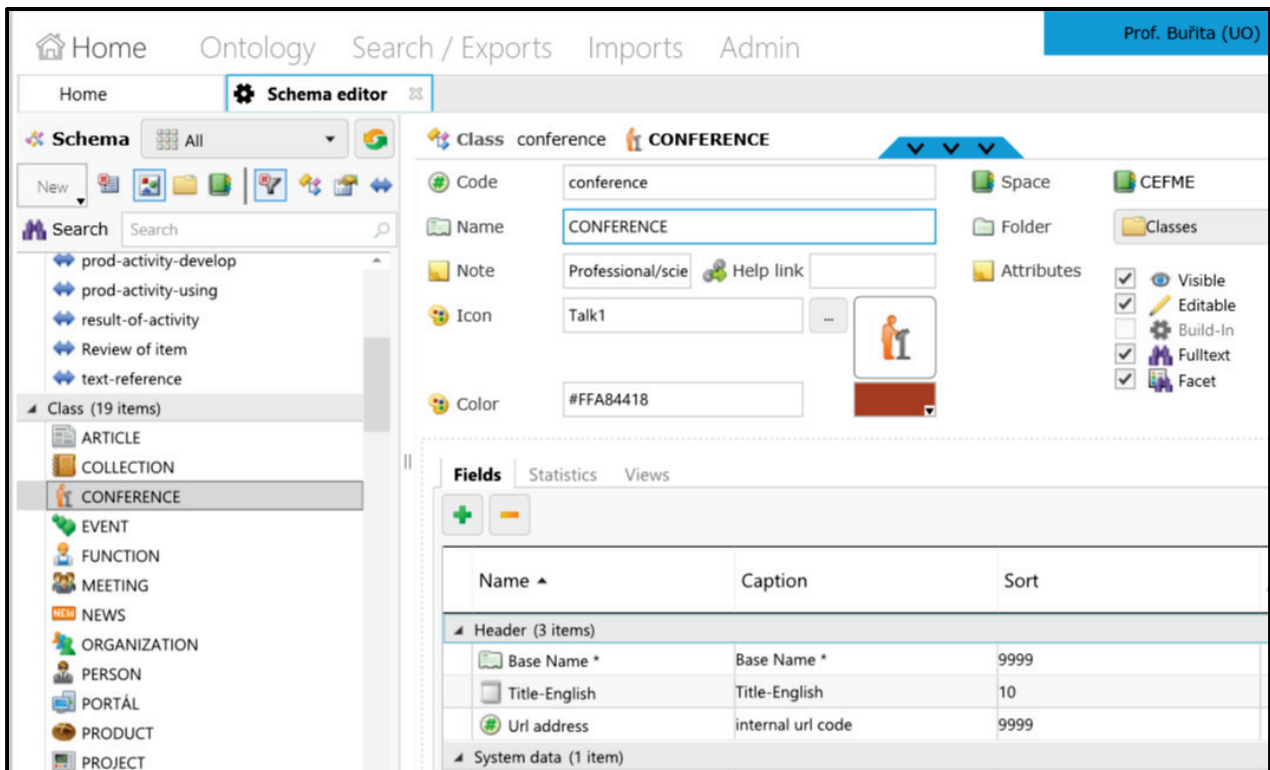 Home Ontology Search / Exports Imports Admin
Prof. Buřita (UO)
Home
Schema editor
Schema All
New
Search Search
prod-activity-develop
prod-activity-using
result-of-activity
Review of item
text-reference
Class (19 items)
ARTICLE
COLLECTION
CONFERENCE
EVENT
FUNCTION
MEETING
NEW NEWS
ORGANIZATION
PERSON
PORTÁL
PRODUCT
PROJECT
Class conference CONFERENCE
# Code conference
Name CONFERENCE
Note Professional/scie Help link
Icon Talk1 ...
Color #FFA84418
Space CEFME
Folder Classes
Attributes
Visible
Editable
Build-In
Fulltext
Facet
Fields Statistics Views
Name Caption Sort
Header (3 items)
Base Name * Base Name * 9999
Title-English Title-English 10
# Url address internal url code 9999
System data (1 item)